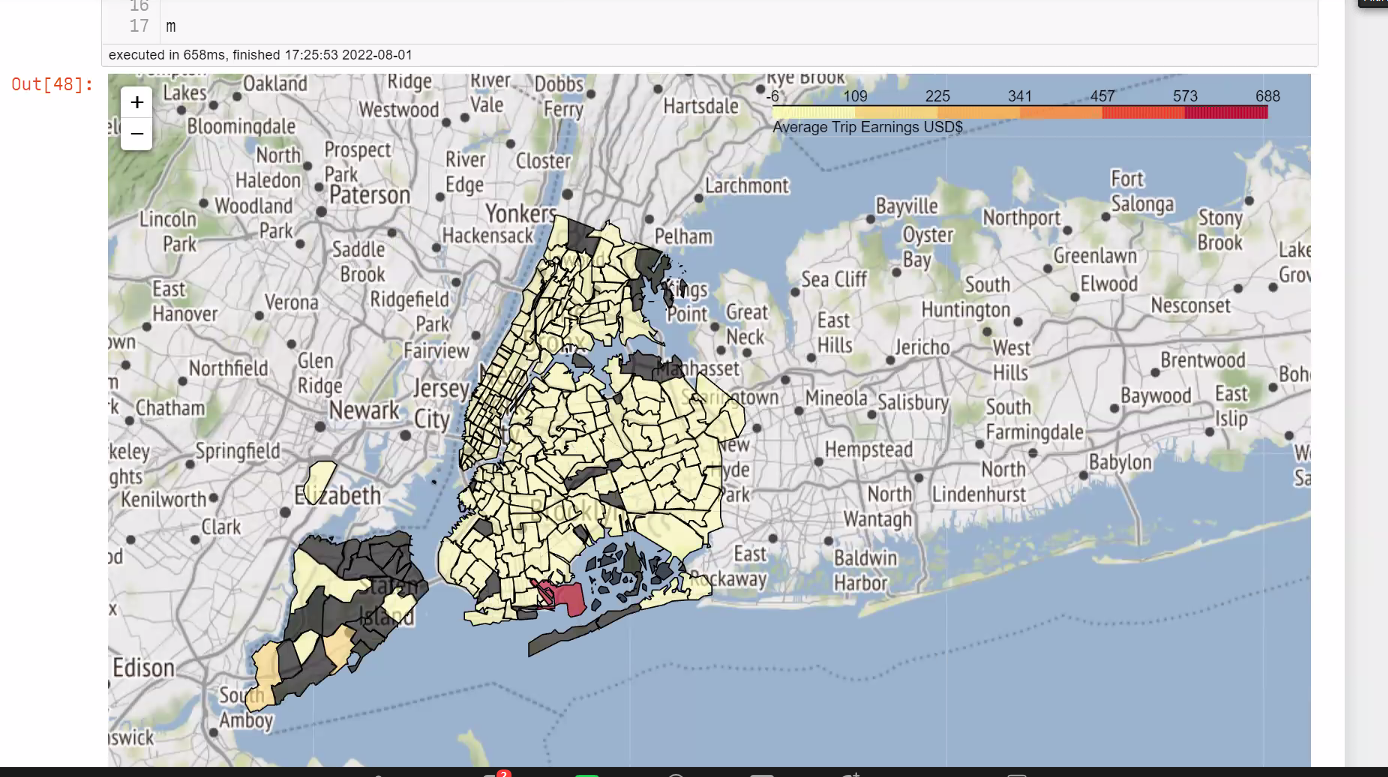 16
17 m
executed in 658ms, finished 17:25:53 2022-08-01
Out[48]:
+
−
-6 109 225 341 457 573 688
Average Trip Earnings USD$
Lakes
Oakland
Ridge
River
Vale
Dobbs
Ferry
Rye Brook
Hartsdale
Westwood
Bloomingdale
North
Haledon
Prospect
Park
River
Edge
Closter
Larchmont
Fort
Salonga
Lincoln
Park
Woodland
Park
Paterson
Yonkers
Hackensack
Pelham
Bayville
Northport
Stony
Brook
Saddle
Brook
Oyster
Bay
Greenlawn
Lake
East
Hanover
Verona
Ridgefield
Park
Kings
Point
Great
Neck
Sea Cliff
South
Huntington
Elwood
Nesconset
Fairview
East
Hills
Jericho
West
Hills
Brentwood
Northfield
Glen
Ridge
Jersey
City
Manhasset
Searingtown
Mineola
Salisbury
South
Farmingdale
Baywood
East
Islip
Chatham
Newark
New
Hyde
Park
Hempstead
Babylon
Springfield
Elizabeth
Kenilworth
North
Lindenhurst
North
Wantagh
Clark
Brooklyn
East
Rockaway
Baldwin
Harbor
Staten
Island
Edison
South
Amboy
2